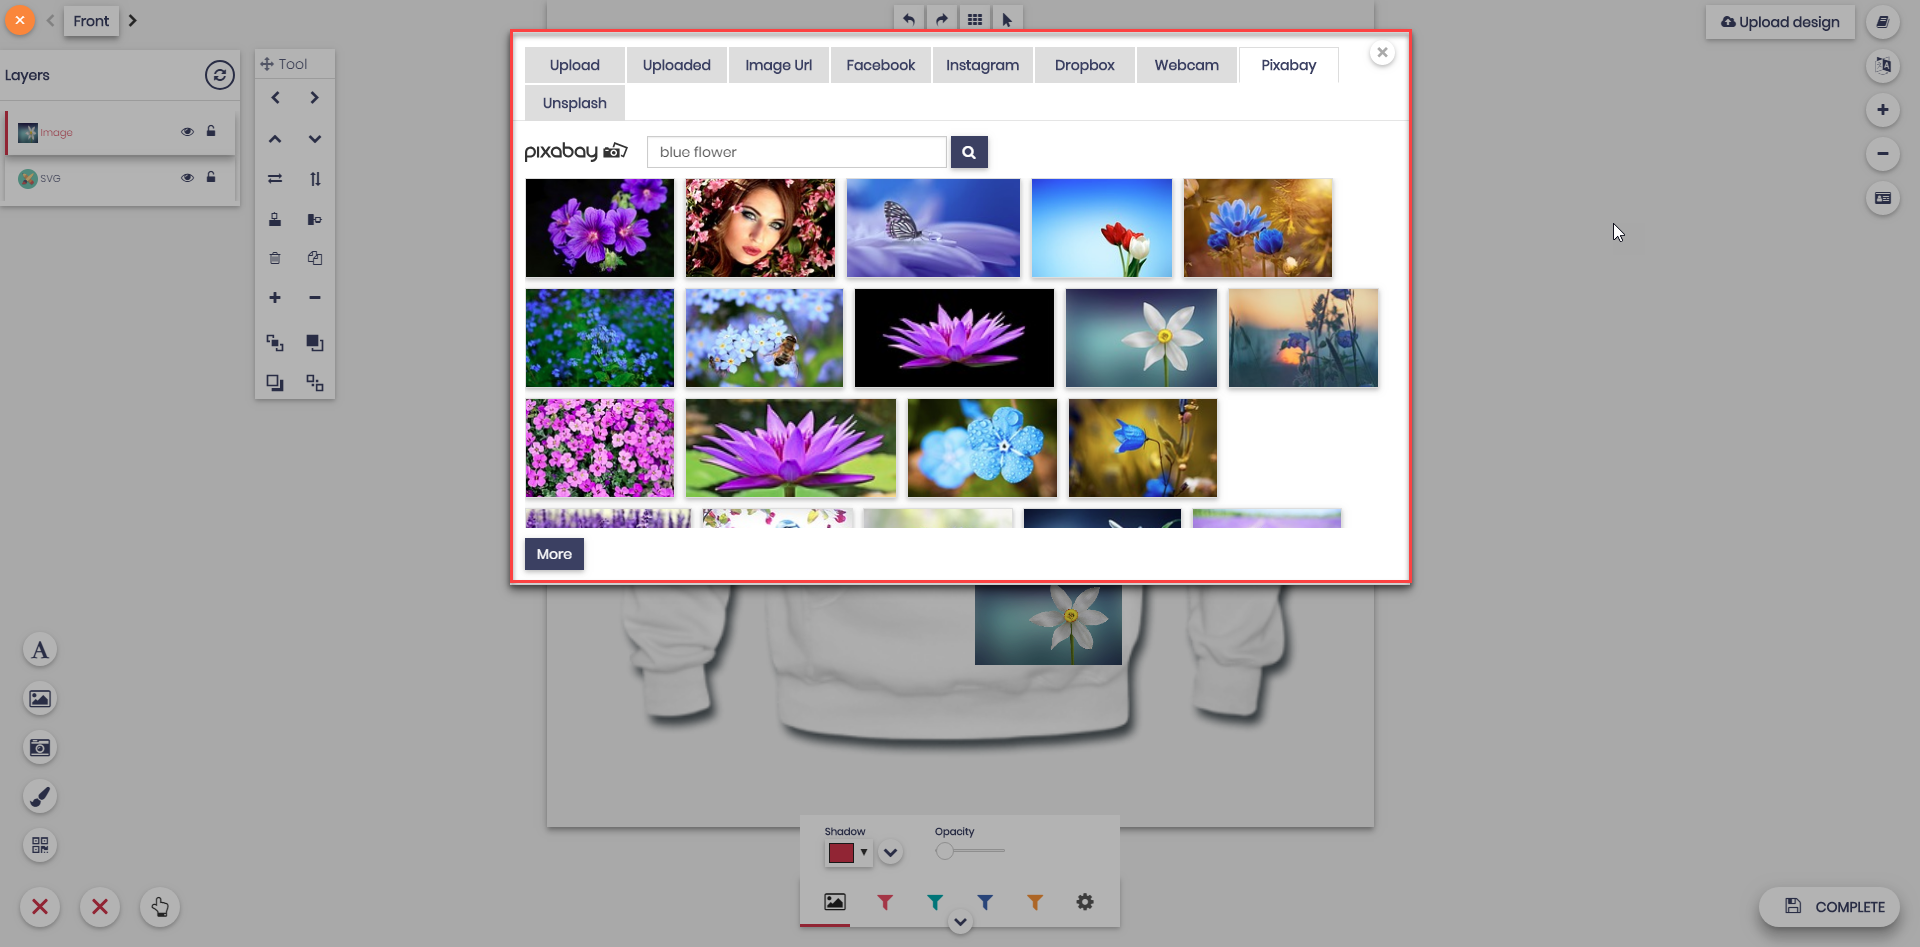 Front
Upload design
Layers
Tool
Image
SVG
Upload Uploaded Image Url Facebook Instagram Dropbox Webcam Pixabay
Unsplash
pixabay blue flower
More
Shadow Opacity
A
COMPLETE